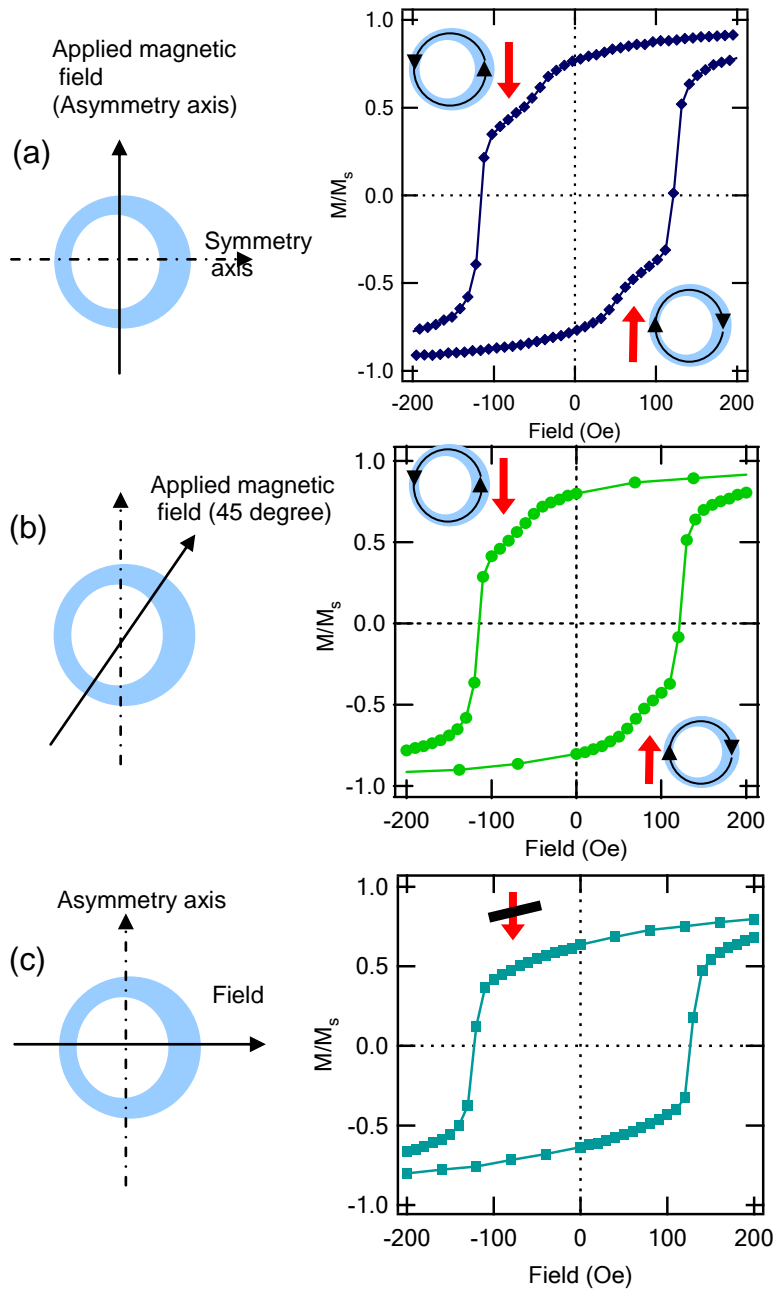 Applied magnetic
field
(Asymmetry axis)
(a)
Symmetry
axis
1.0
0.5
0.0
-0.5
-1.0
M/Ms
-200
-100
0
100
200
Field (Oe)
Applied magnetic
field (45 degree)
(b)
1.0
0.5
0.0
-0.5
-1.0
M/Ms
-200
-100
0
100
200
Field (Oe)
Asymmetry axis
(c)
Field
1.0
0.5
0.0
-0.5
-1.0
M/Ms
-200
-100
0
100
200
Field (Oe)